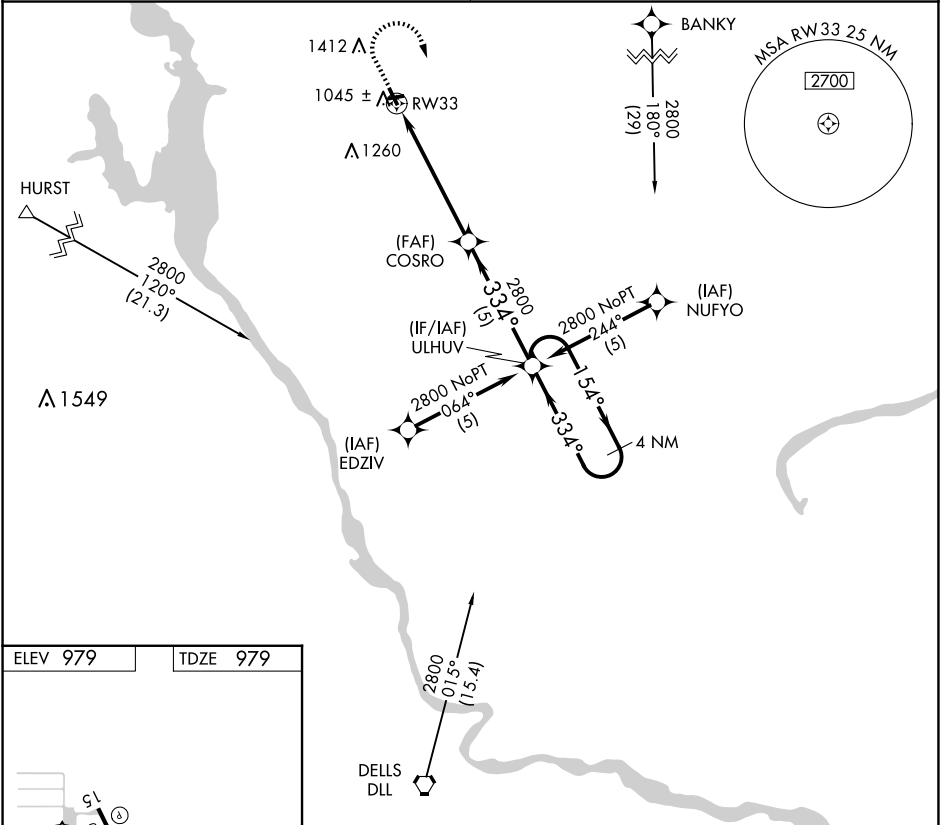 1412
BANKY
MSA RW33 25 NM
2700
1045 ±
RW33
2800
180°
(29)
1260
HURST
2800
120°
(21.3)
(FAF)
COSRO
2800
334°
(5)
(IAF)
NUFYO
2800 NoPT
244°
(5)
(IF/IAF)
ULHUV
154°
334°
4 NM
2800 NoPT
064°
(5)
(IAF)
EDZIV
1549
ELEV 979
TDZE 979
2800
015°
(15.4)
DELLS
DLL
15
P